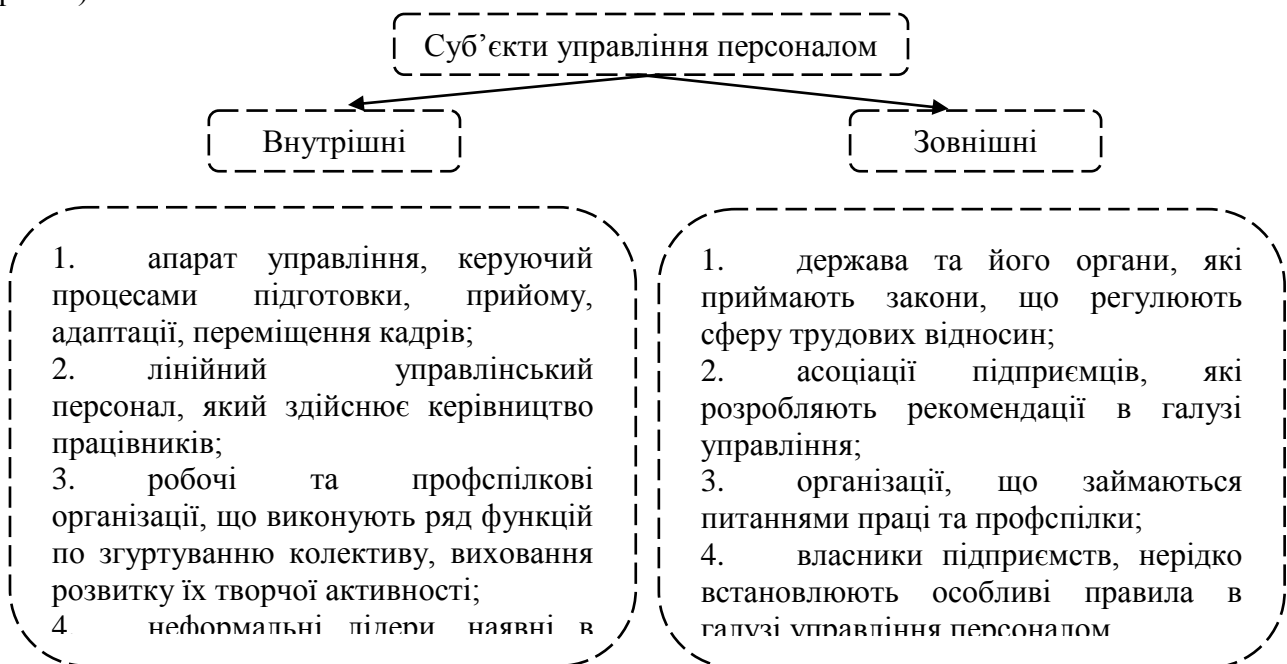 Суб’єкти управління персоналом
Внутрішні
Зовнішні
1. апарат управління, керуючий
процесами підготовки, прийому,
адаптації, переміщення кадрів;
2. лінійний управлінський
персонал, який здійснює керівництво
працівників;
3. робочі та профспілкові
організації, що виконують ряд функцій
по згуртуванню колективу, виховання
розвитку їх творчої активності;
4 неформальні лідери наявні в
1. держава та його органи, які
приймають закони, що регулюють
сферу трудових відносин;
2. асоціації підприємців, які
розробляють рекомендації в галузі
управління;
3. організації, що займаються
питаннями праці та профспілки;
4. власники підприємств, нерідко
встановлюють особливі правила в
галузі управління персоналом